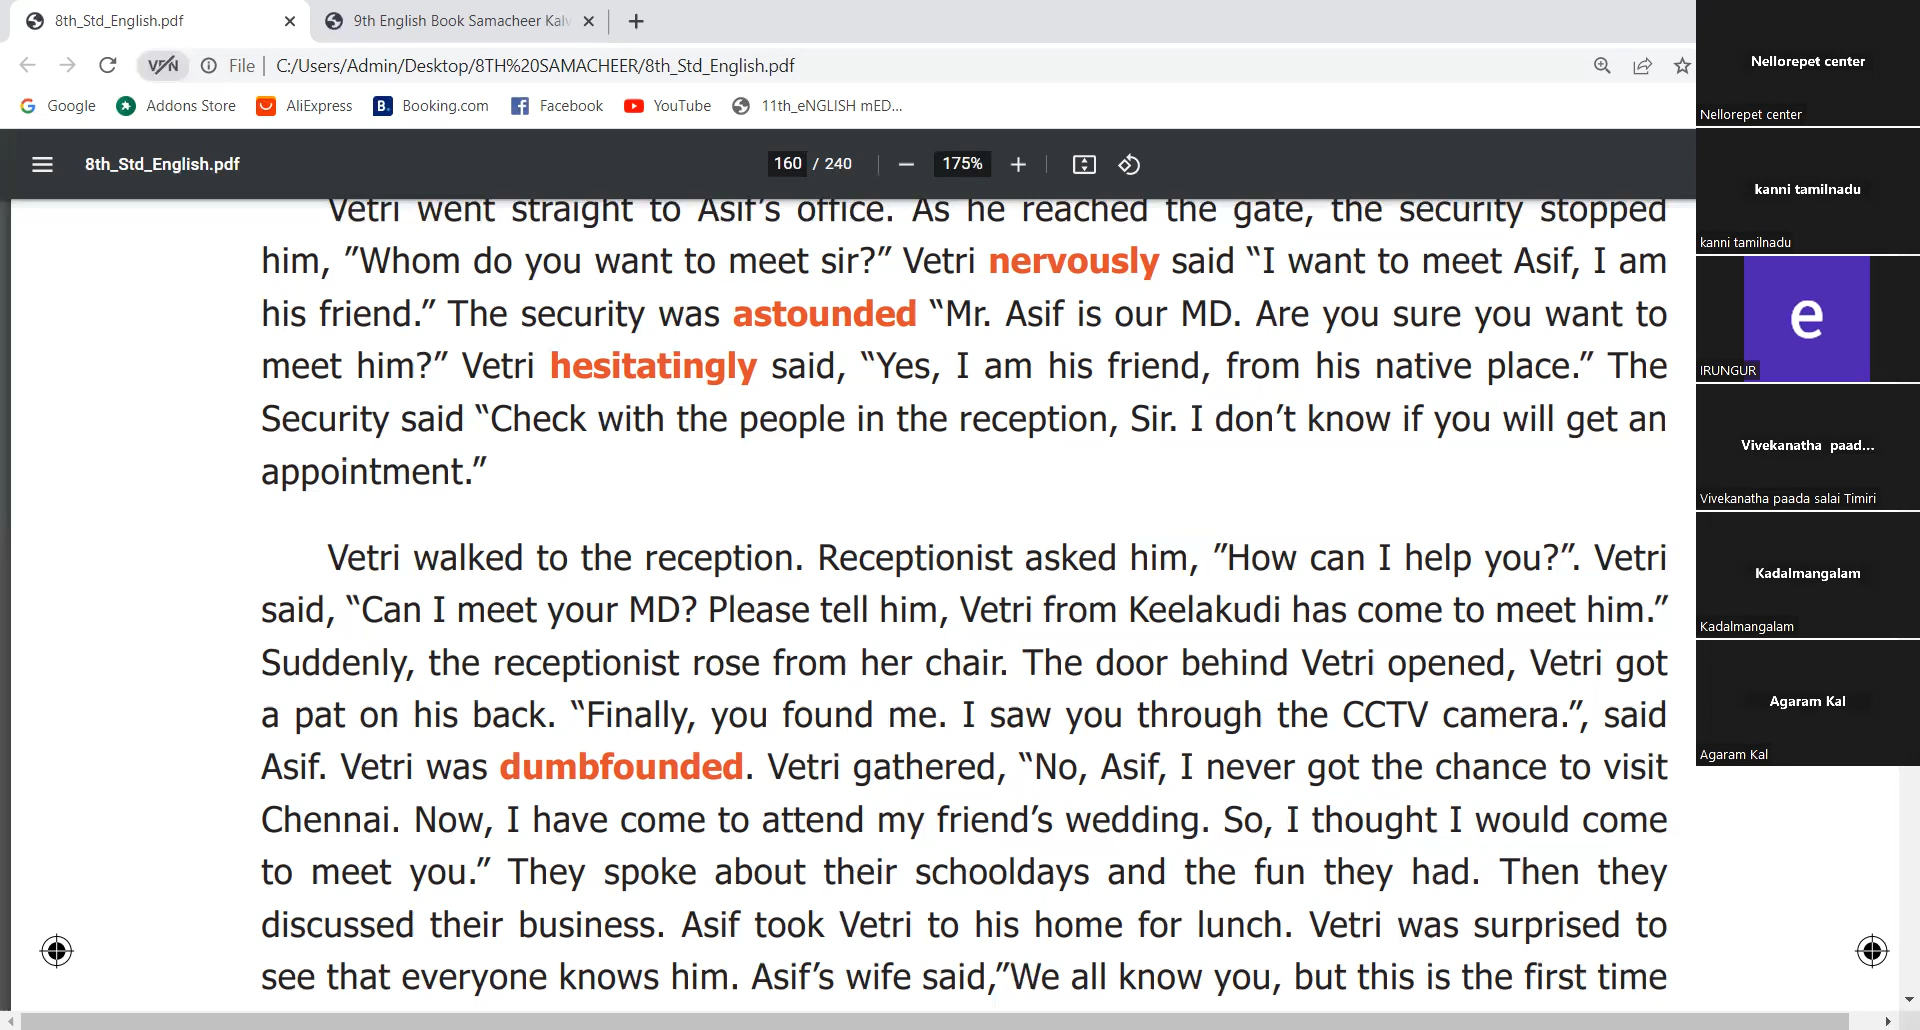 8th_Std_English.pdf
9th English Book Samacheer Kalv
VPN
File
C:/Users/Admin/Desktop/8TH%20SAMACHEER/8th_Std_English.pdf
Google
Addons Store
AliExpress
B. Booking.com
Facebook
YouTube
11th_eNGLISH mED...
8th_Std_English.pdf
160 / 240
175%
Vetri went straight to Asif’s office. As he reached the gate, the security stopped
him, ”Whom do you want to meet sir?” Vetri nervously said “I want to meet Asif, I am
his friend.” The security was astounded “Mr. Asif is our MD. Are you sure you want to
meet him?” Vetri hesitatingly said, “Yes, I am his friend, from his native place.” The
Security said “Check with the people in the reception, Sir. I don’t know if you will get an
appointment.”
Vetri walked to the reception. Receptionist asked him, ”How can I help you?”. Vetri
said, “Can I meet your MD? Please tell him, Vetri from Keelakudi has come to meet him.”
Suddenly, the receptionist rose from her chair. The door behind Vetri opened, Vetri got
a pat on his back. “Finally, you found me. I saw you through the CCTV camera.”, said
Asif. Vetri was dumbfounded. Vetri gathered, “No, Asif, I never got the chance to visit
Chennai. Now, I have come to attend my friend’s wedding. So, I thought I would come
to meet you.” They spoke about their schooldays and the fun they had. Then they
discussed their business. Asif took Vetri to his home for lunch. Vetri was surprised to
see that everyone knows him. Asif’s wife said,”We all know you, but this is the first time
Nellorepet center
Nellorepet center
kanni tamilnadu
kanni tamilnadu
e
IRUNGUR
Vivekanatha paad...
Vivekanatha paada salai Timiri
Kadalmangalam
Kadalmangalam
Agaram Kal
Agaram Kal